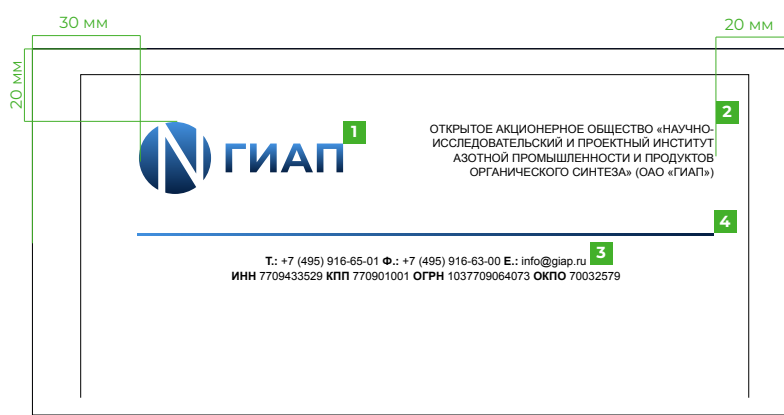 30 мм
20 мм
20 мм
1
2
ГИАП
ОТКРЫТОЕ АКЦИОНЕРНОЕ ОБЩЕСТВО «НАУЧНО-
ИССЛЕДОВАТЕЛЬСКИЙ И ПРОЕКТНЫЙ ИНСТИТУТ
АЗОТНОЙ ПРОМЫШЛЕННОСТИ И ПРОДУКТОВ
ОРГАНИЧЕСКОГО СИНТЕЗА» (ОАО «ГИАП»)
4
3
Т.: +7 (495) 916-65-01 Ф.: +7 (495) 916-63-00 Е.: info@giap.ru
ИНН 7709433529 КПП 770901001 ОГРН 1037709064073 ОКПО 70032579